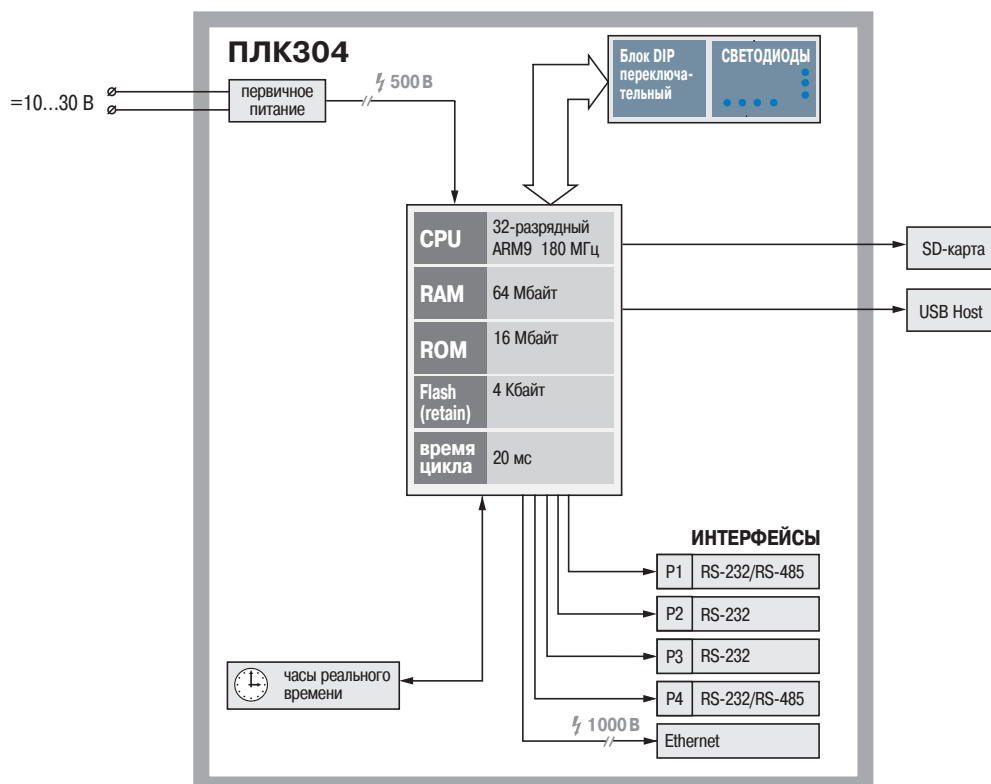 ПЛК304
=10...30 В
первичное
питание
500 В
Блок DIP
переключа-
тельный
СВЕТОДИОДЫ
CPU
32-разрядный
ARM9 180 МГц
RAM
64 Мбайт
ROM
16 Мбайт
Flash
(retain)
4 Кбайт
время
цикла
20 мс
SD-карта
USB Host
ИНТЕРФЕЙСЫ
P1 RS-232/RS-485
P2 RS-232
P3 RS-232
P4 RS-232/RS-485
1000 В
Ethernet
часы реального
времени